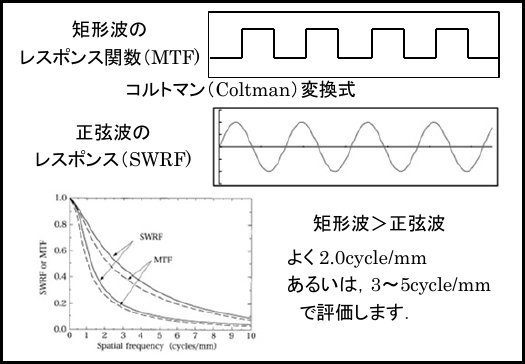 矩形波の
レスポンス関数（MTF）
コルトマン（Coltman）変換式
正弦波の
レスポンス（SWRF）
矩形波＞正弦波
よく2.0cycle/mm
あるいは，3～5cycle/mm
で評価します．
SWRF or MTF
1.0
0.8
0.6
0.4
0.2
0.0
SWRF
MTF
0 1 2 3 4 5 6 7 8 9 10
Spatial frequency (cycles/mm)